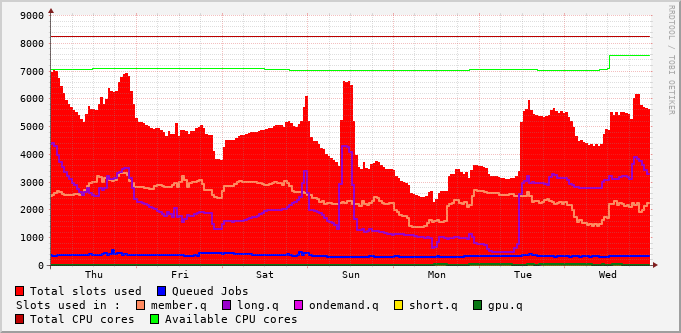 9000
8000
7000
6000
5000
4000
3000
2000
1000
0
Thu Fri Sat Sun Mon Tue Wed
RRDTOOL / TOBI OETIKER
Total slots used Queued Jobs
Slots used in : member.q long.q ondemand.q short.q gpu.q
Total CPU cores Available CPU cores